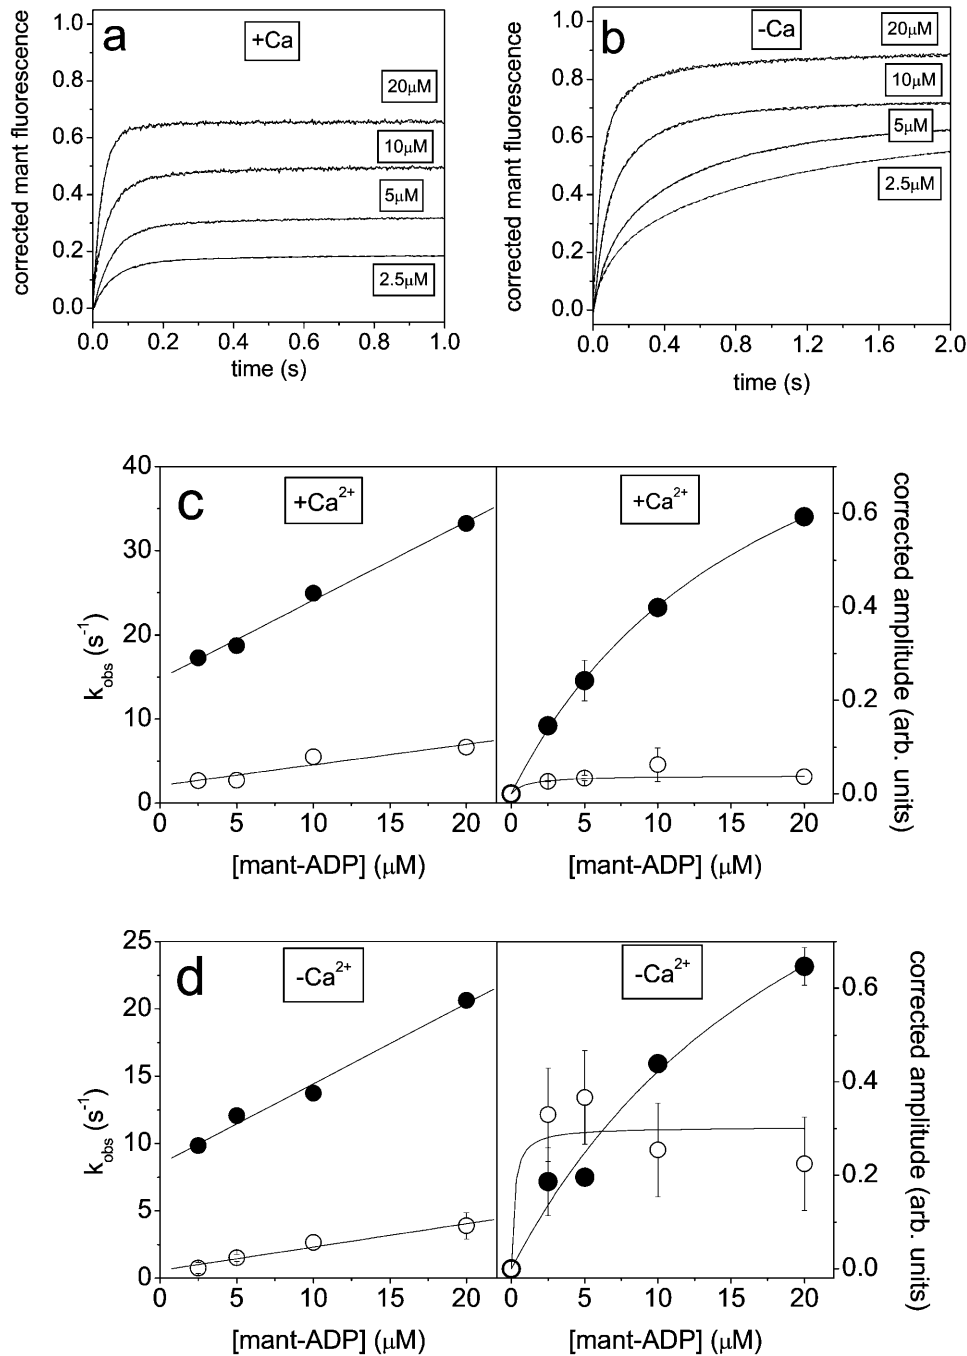 a
+Ca
20μM
10μM
5μM
2.5μM
1.0
0.8
0.6
0.4
0.2
0.0
corrected mant fluorescence
0.0 0.2 0.4 0.6 0.8 1.0
time (s)
b
-Ca
20μM
10μM
5μM
2.5μM
1.0
0.8
0.6
0.4
0.2
0.0
corrected mant fluorescence
0.0 0.4 0.8 1.2 1.6 2.0
time (s)
c
+Ca²⁺
40
30
20
10
0
k_obs (s⁻¹)
0 5 10 15 20
[mant-ADP] (μM)
+Ca²⁺
0.6
0.4
0.2
0.0
corrected amplitude (arb. units)
0 5 10 15 20
[mant-ADP] (μM)
d
-Ca²⁺
25
20
15
10
5
0
k_obs (s⁻¹)
0 5 10 15 20
[mant-ADP] (μM)
-Ca²⁺
0.6
0.4
0.2
0.0
corrected amplitude (arb. units)
0 5 10 15 20
[mant-ADP] (μM)